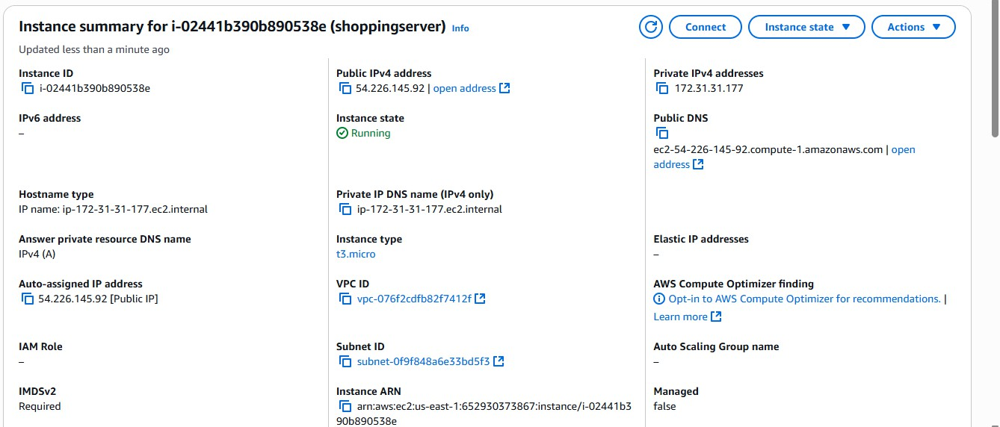 Instance summary for i-02441b390b890538e (shoppingserver) Info
Connect
Instance state
Actions
Updated less than a minute ago
Instance ID
i-02441b390b890538e
Public IPv4 address
54.226.145.92 | open address
Private IPv4 addresses
172.31.31.177
IPv6 address
–
Instance state
Running
Public DNS
ec2-54-226-145-92.compute-1.amazonaws.com | open
address
Hostname type
IP name: ip-172-31-31-177.ec2.internal
Private IP DNS name (IPv4 only)
ip-172-31-31-177.ec2.internal
Answer private resource DNS name
IPv4 (A)
Instance type
t3.micro
Elastic IP addresses
–
Auto-assigned IP address
54.226.145.92 [Public IP]
VPC ID
vpc-076f2cdfb82f7412f
AWS Compute Optimizer finding
Opt-in to AWS Compute Optimizer for recommendations. |
Learn more
IAM Role
–
Subnet ID
subnet-0f9f848a6e33bd5f3
Auto Scaling Group name
–
IMDSv2
Required
Instance ARN
arn:aws:ec2:us-east-1:652930373867:instance/i-02441b3
90b890538e
Managed
false